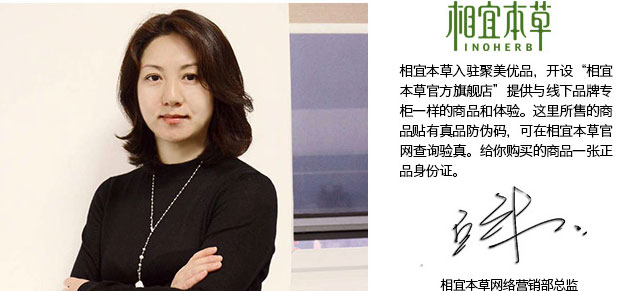 相宜本草
INOHERB
相宜本草入驻聚美优品，开设“相宜
本草官方旗舰店”提供与线下品牌专
柜一样的商品和体验。这里所售的商
品贴有真品防伪码，可在相宜本草官
网查询验真。给你购买的商品一张正
品身份证。
相宜本草网络营销部总监